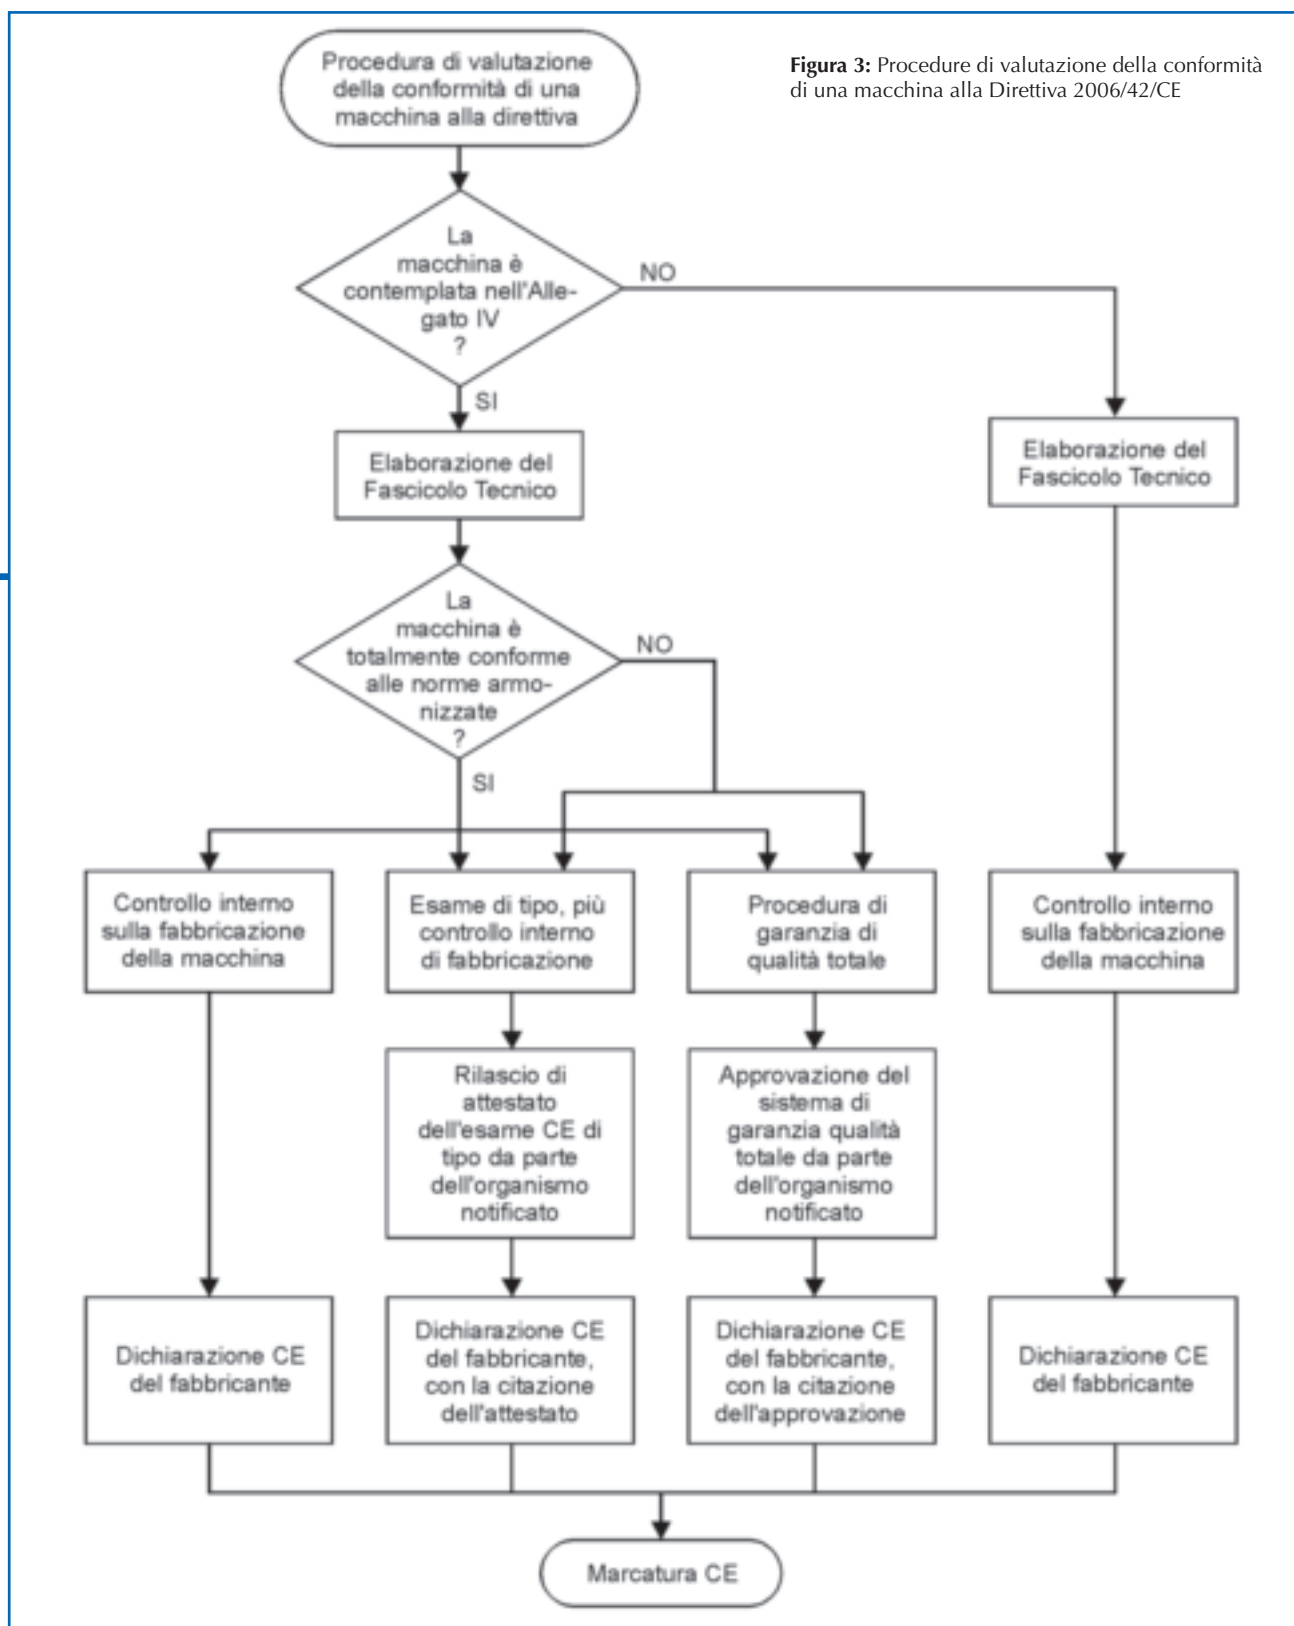 Procedura di valutazione
della conformità di una
macchina alla direttiva
Figura 3: Procedure di valutazione della conformità
di una macchina alla Direttiva 2006/42/CE
La
macchina è
contemplata nell'Alle-
gato IV
?
NO
SI
Elaborazione del
Fascicolo Tecnico
Elaborazione del
Fascicolo Tecnico
La
macchina è
totalmente conforme
alle norme armo-
nizzate
?
NO
SI
Controllo interno
sulla fabbricazione
della macchina
Esame di tipo, più
controllo interno
di fabbricazione
Procedura di
garanzia di
qualità totale
Controllo interno
sulla fabbricazione
della macchina
Rilascio di
attestato
dell'esame CE di
tipo da parte
dell'organismo
notificato
Approvazione del
sistema di
garanzia qualità
totale da parte
dell'organismo
notificato
Dichiarazione CE
del fabbricante
Dichiarazione CE
del fabbricante,
con la citazione
dell'attestato
Dichiarazione CE
del fabbricante,
con la citazione
dell'approvazione
Dichiarazione CE
del fabbricante
Marcatura CE